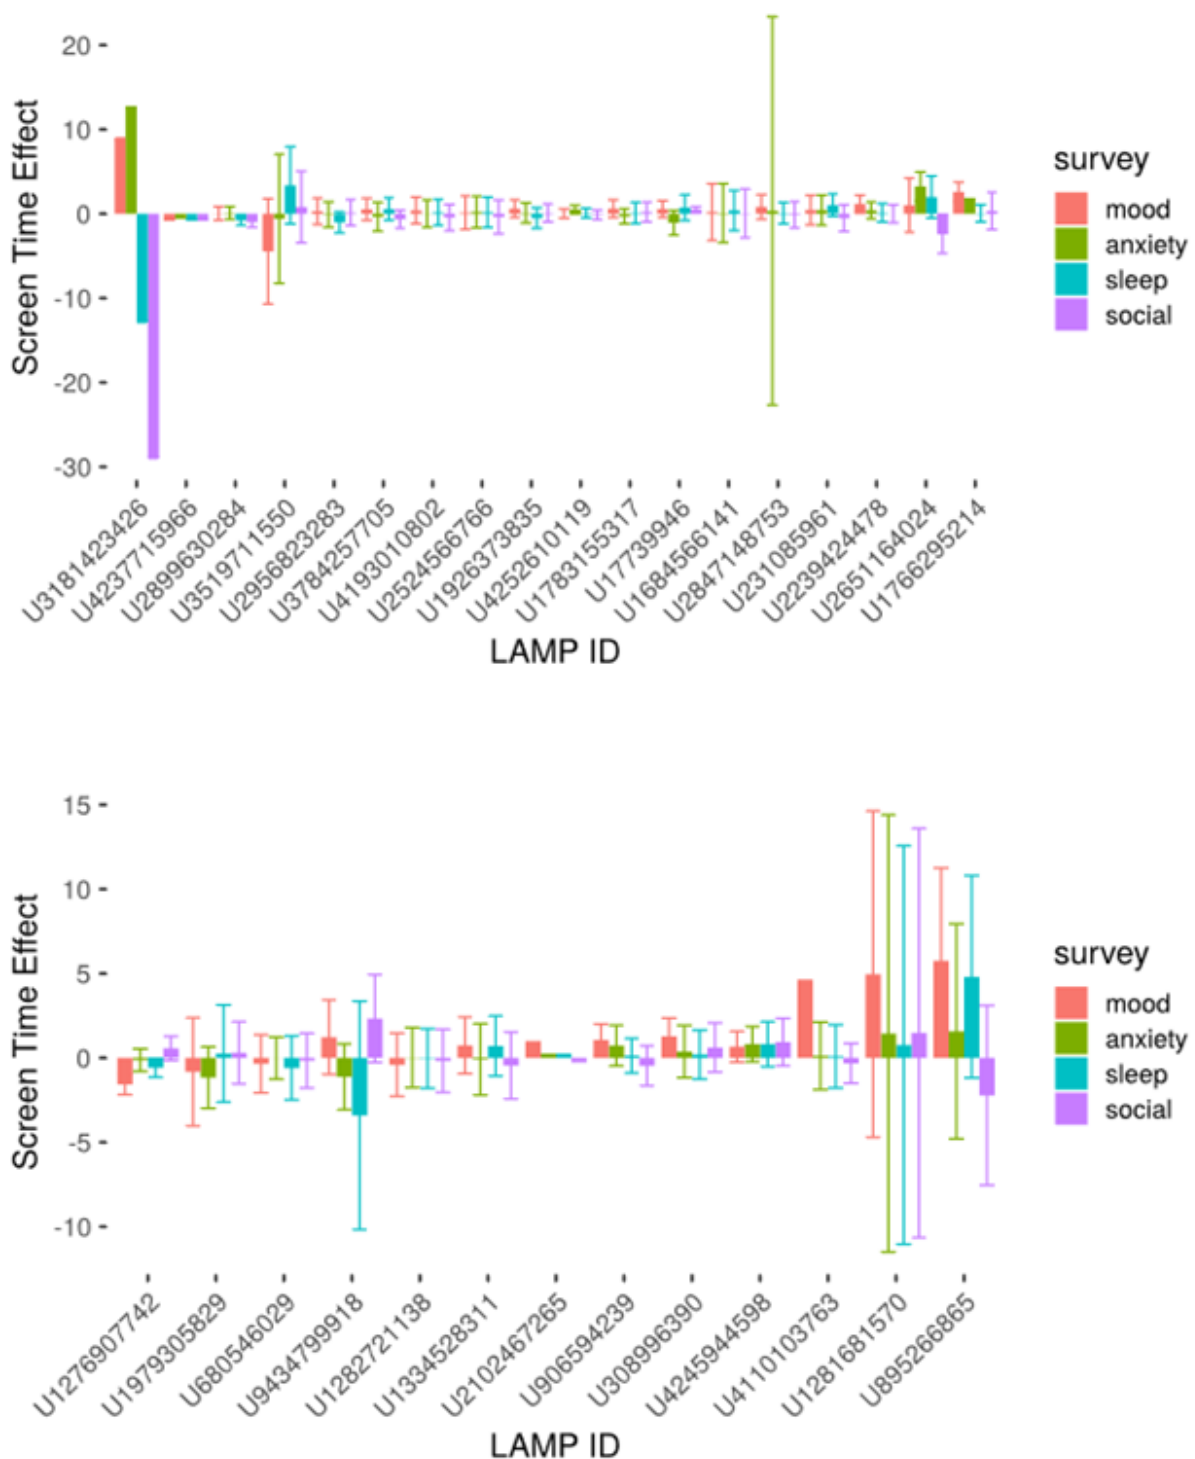 Screen Time Effect
20
10
0
-10
-20
-30
U3181423426
U4237715966
U2899630284
U3519711550
U2956823283
U3784257705
U4193010802
U2524566766
U1926373835
U4252610119
U1783155317
U17739946
U1684566141
U2847148753
U231085961
U2239424478
U2651164024
U1766295214
LAMP ID
survey
mood
anxiety
sleep
social
Screen Time Effect
15
10
5
0
-5
-10
U1276907742
U1979305829
U680546029
U9434799918
U1282721138
U1334528311
U2102467265
U906594239
U308996390
U4245944598
U4110103763
U1281681570
U895266865
LAMP ID
survey
mood
anxiety
sleep
social